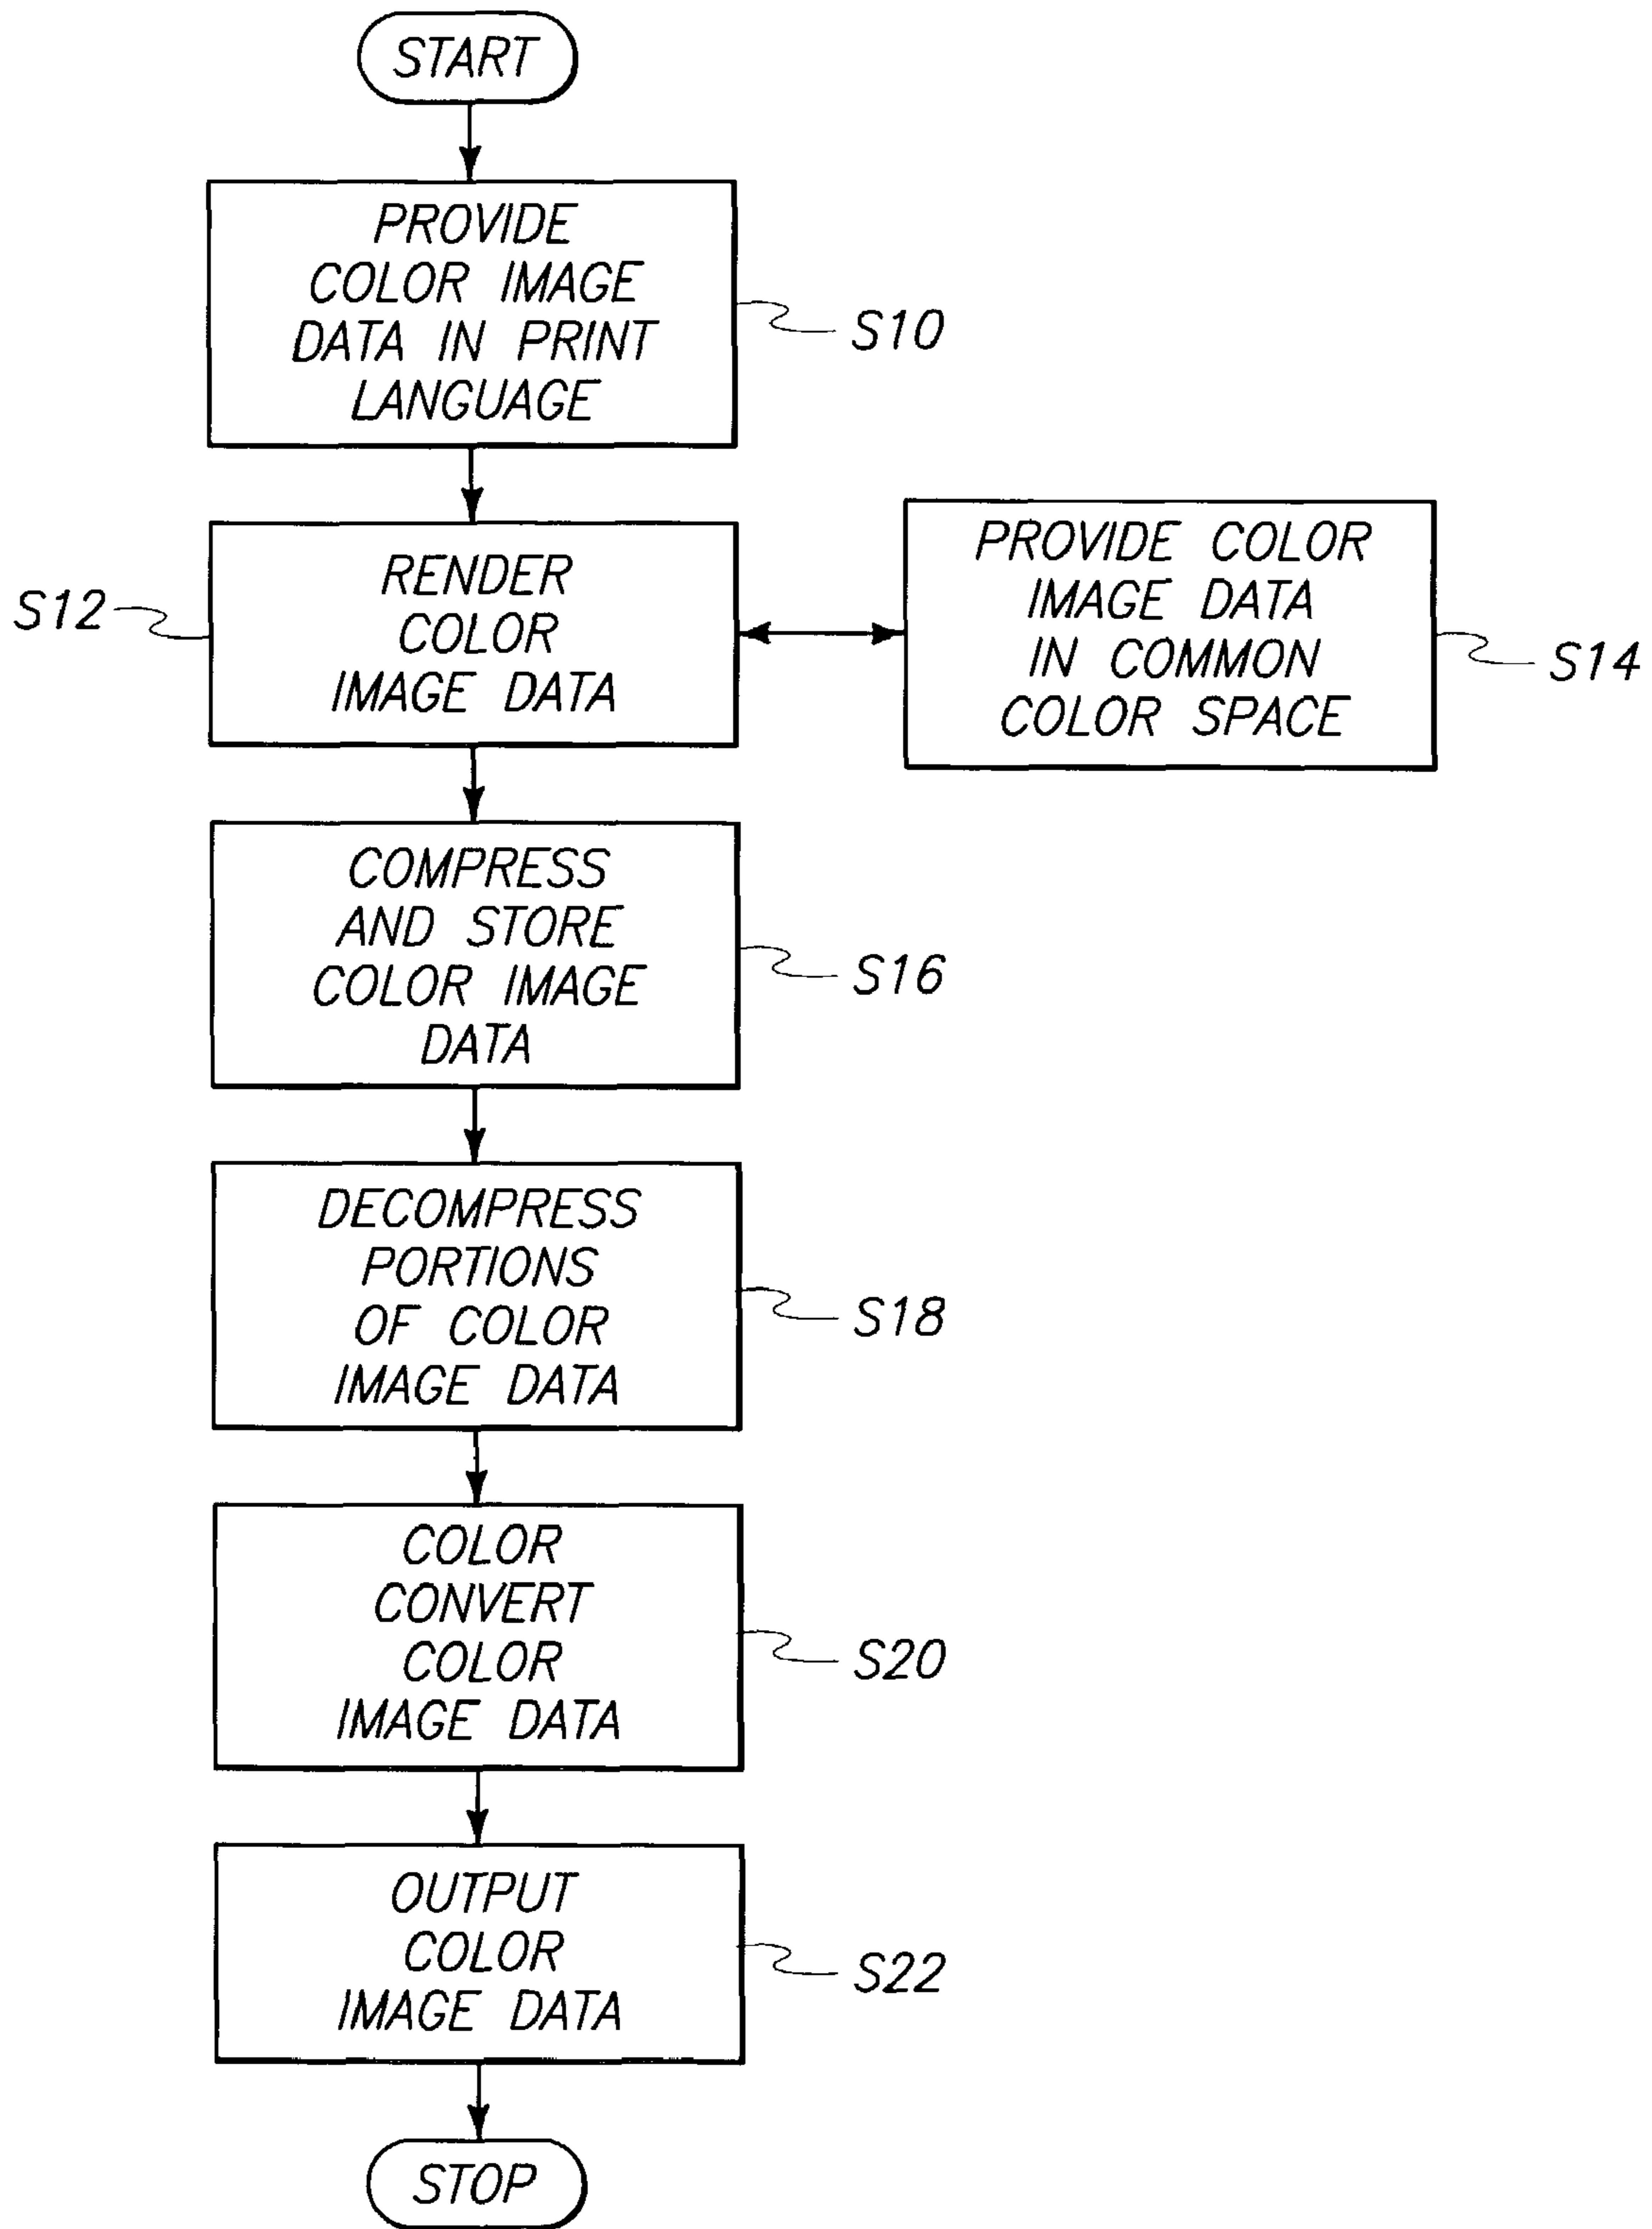 START
PROVIDE
COLOR IMAGE
DATA IN PRINT
LANGUAGE
S10
RENDER
COLOR
IMAGE DATA
S12
PROVIDE COLOR
IMAGE DATA
IN COMMON
COLOR SPACE
S14
COMPRESS
AND STORE
COLOR IMAGE
DATA
S16
DECOMPRESS
PORTIONS
OF COLOR
IMAGE DATA
S18
COLOR
CONVERT
COLOR
IMAGE DATA
S20
OUTPUT
COLOR
IMAGE DATA
S22
STOP